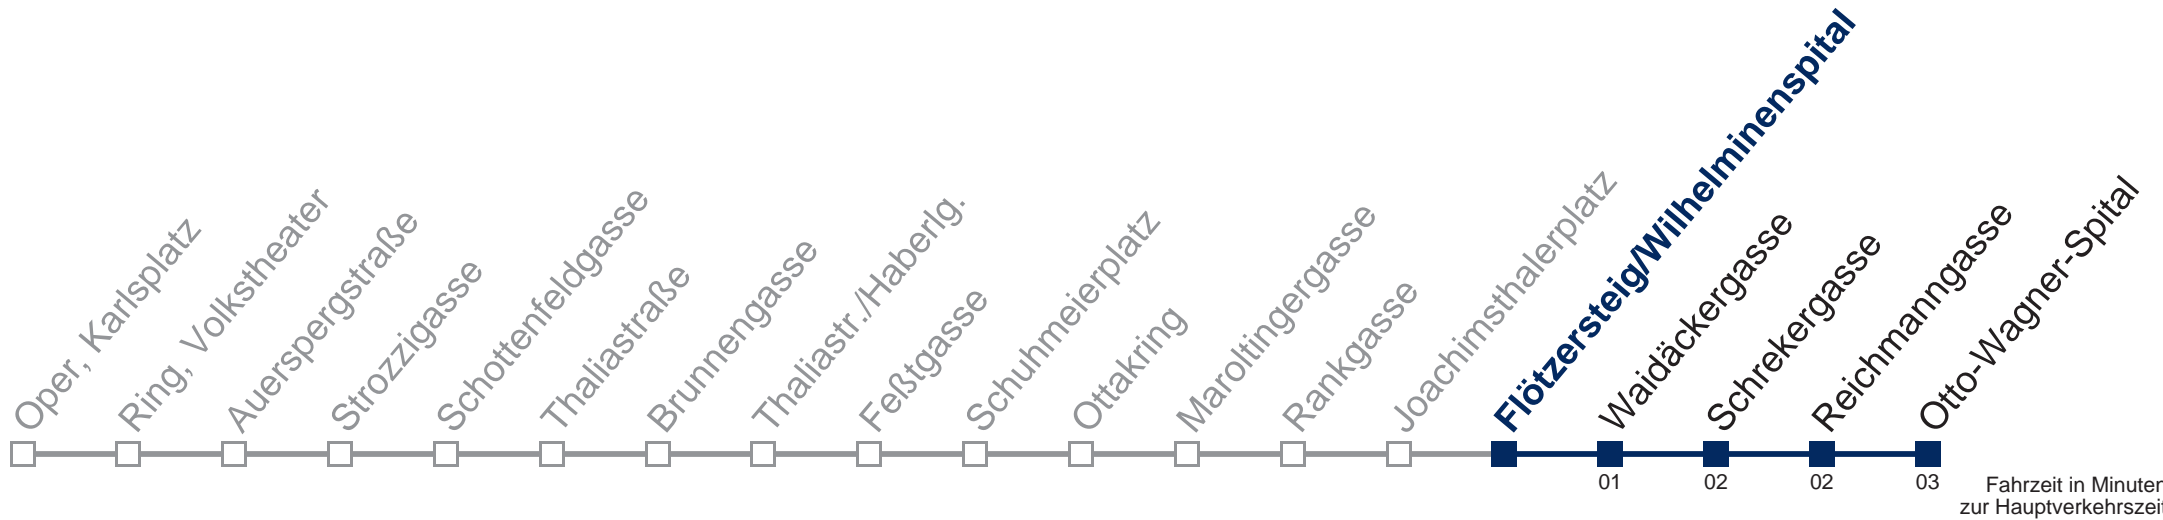 Oper, Karlsplatz
Ring, Volkstheater
Auerspergstraße
Strozzigasse
Schottenfeldgasse
Thaliastraße
Brunnengasse
Thaliastr./Haberlg.
Feßtgasse
Schuhmeierplatz
Ottakring
Maroltingergasse
Rankgasse
Joachimsthalerplatz
Flötzersteig/Wilhelminenspital
Waidäckergasse
Schrekergasse
Reichmanngasse
Otto-Wagner-Spital
01 02 02 03
Fahrzeit in Minuten
zur Hauptverkehrszeit